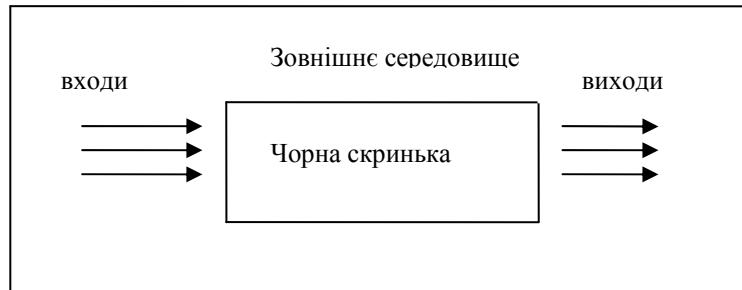 Зовнішнє середовище
входи
виходи
Чорна скринька